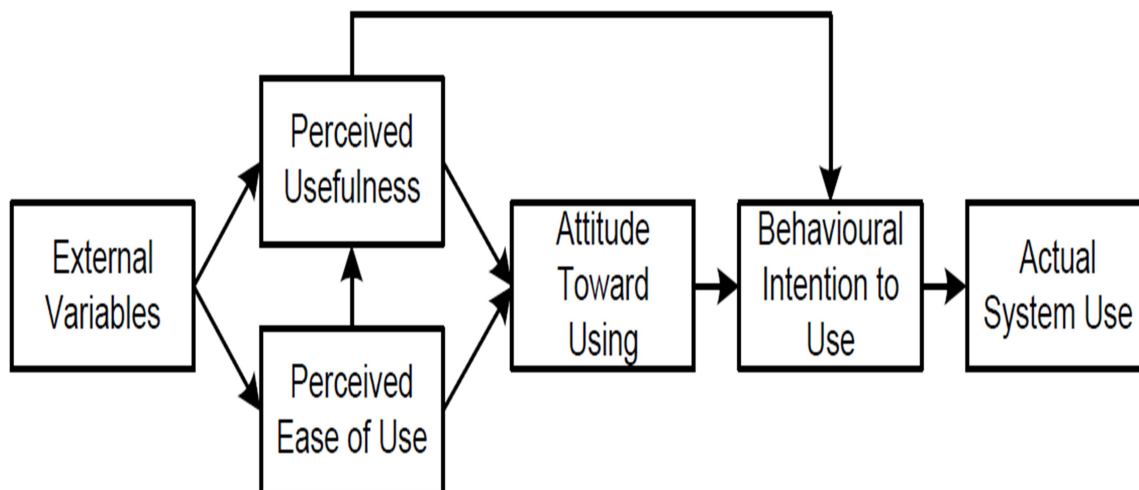 Perceived
Usefulness
External
Variables
Perceived
Ease of Use
Attitude
Toward
Using
Behavioural
Intention to
Use
Actual
System Use